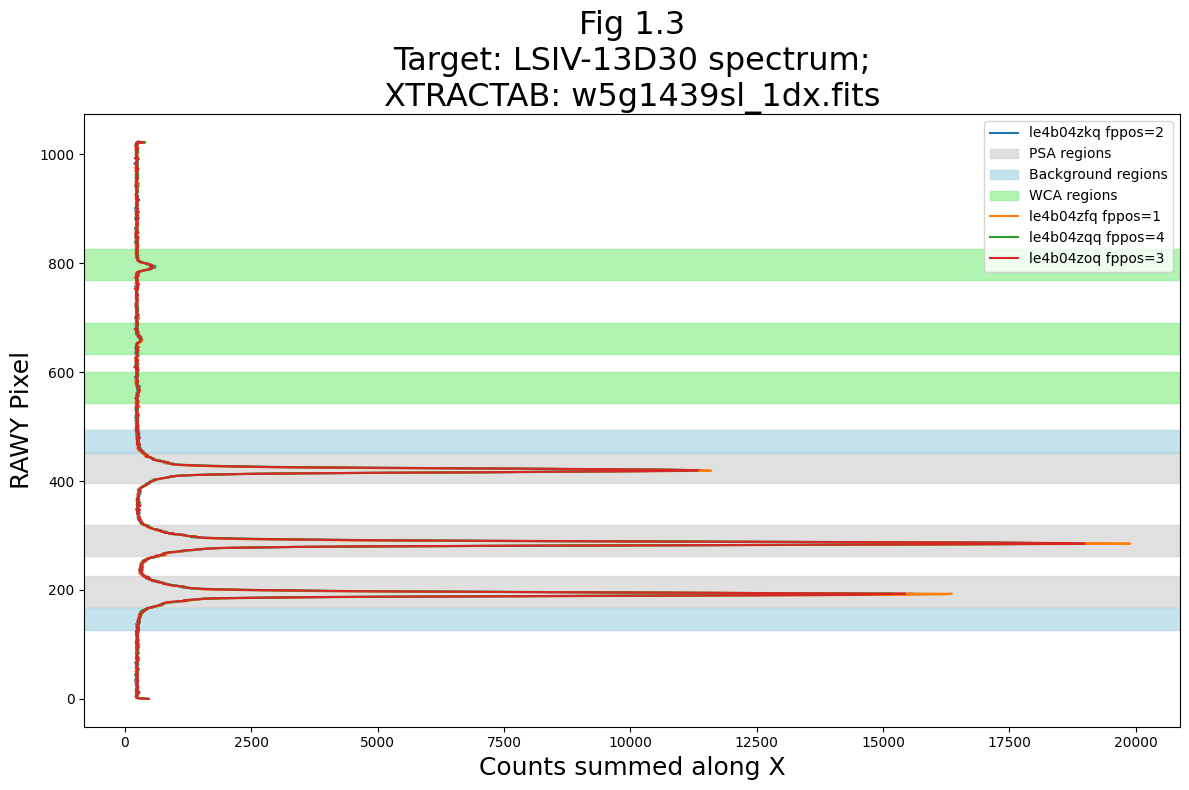 Fig 1.3
Target: LSIV-13D30 spectrum;
XTRACTAB: w5g1439sl_1dx.fits
le4b04zkq fppos=2
PSA regions
Background regions
WCA regions
le4b04zfq fppos=1
le4b04zqq fppos=4
le4b04zoq fppos=3
RAWY Pixel
1000
800
600
400
200
0
0
2500
5000
7500
10000
12500
15000
17500
20000
Counts summed along X